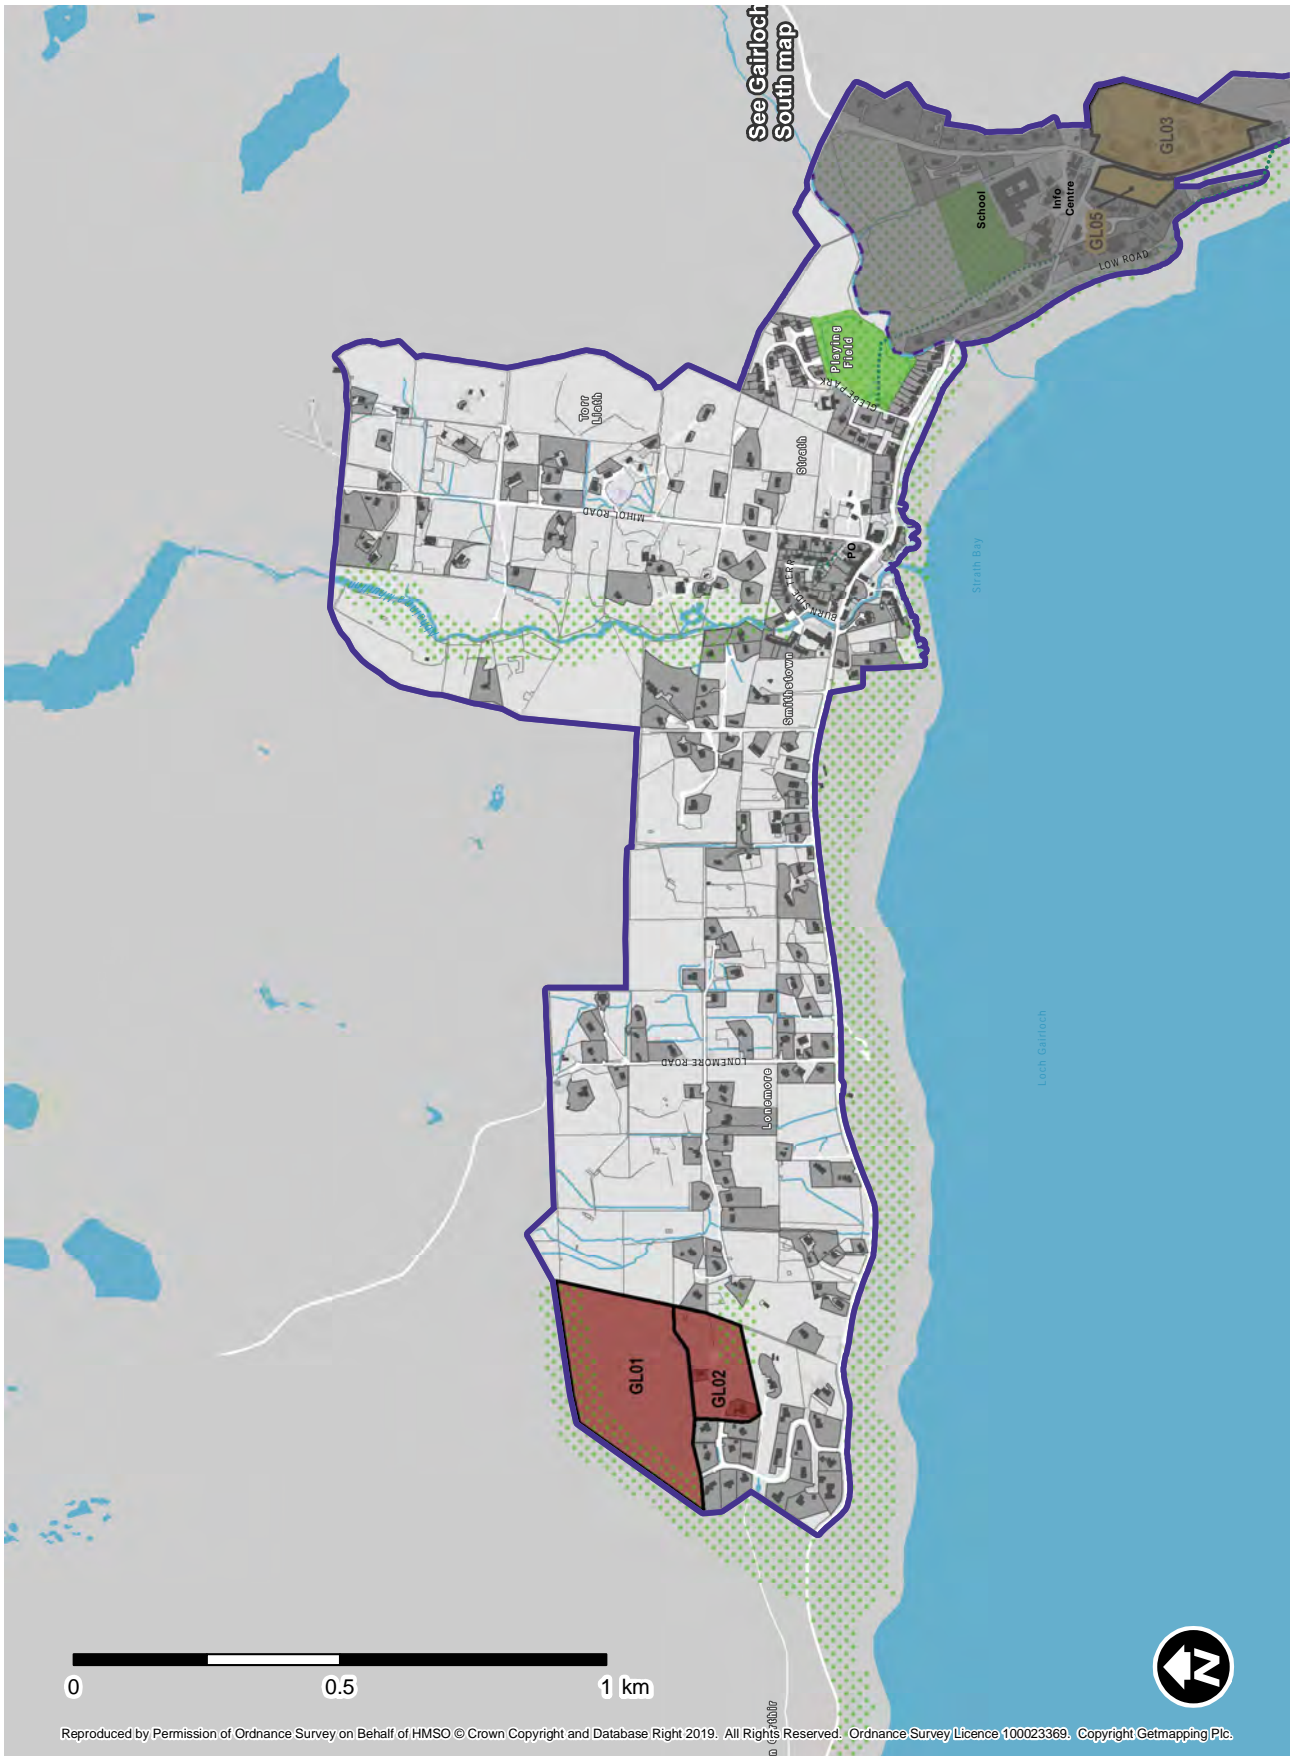 See Gairloch
South map
GL03
School
Info
Centre
GL05
LOW ROAD
Playing
Field
GLEBE PARK
Torr
Liath
Strath
MIHOL ROAD
PO
BURNSIDE TERR
Strath Bay
Smithstown
LONEMORE ROAD
Lonemore
Loch Gairloch
GL01
GL02
N
0
0.5
1 km
Reproduced by Permission of Ordnance Survey on Behalf of HMSO © Crown Copyright and Database Right 2019. All Rights Reserved. Ordnance Survey Licence 100023369. Copyright Getmapping Plc.